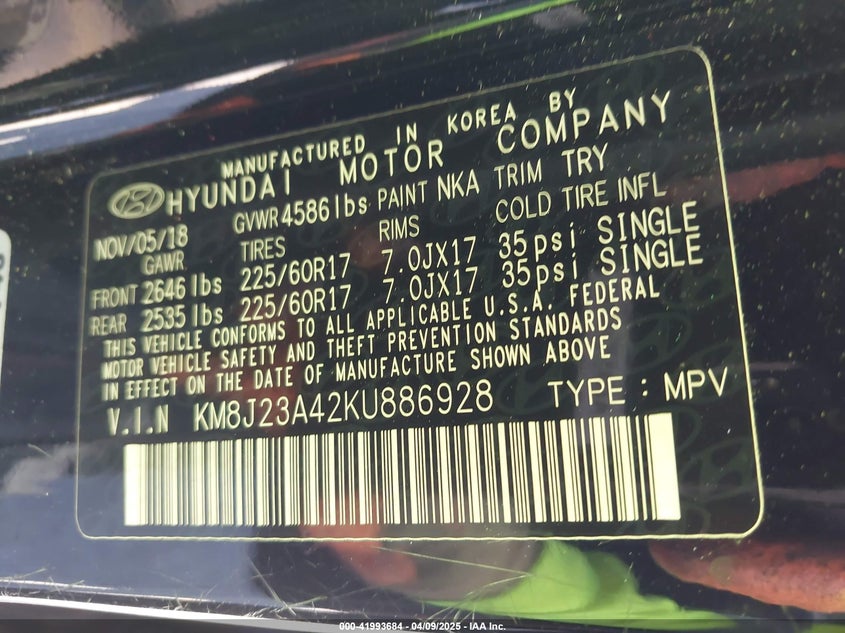 MANUFACTURED IN KOREA BY
HYUNDAI MOTOR COMPANY
NOV/05/18 GVWR 4586 lbs PAINT NKA TRIM TRY
GAWR TIRES RIMS COLD TIRE INFL
FRONT 2646 lbs 225/60R17 7.0JX17 35psi SINGLE
REAR 2535 lbs 225/60R17 7.0JX17 35psi SINGLE
THIS VEHICLE CONFORMS TO ALL APPLICABLE U.S.A. FEDERAL
MOTOR VEHICLE SAFETY AND THEFT PREVENTION STANDARDS
IN EFFECT ON THE DATE OF MANUFACTURE SHOWN ABOVE
V.I.N KM8J23A42KU886928 TYPE : MPV
000-41993684 - 04/09/2025 - IAA Inc.